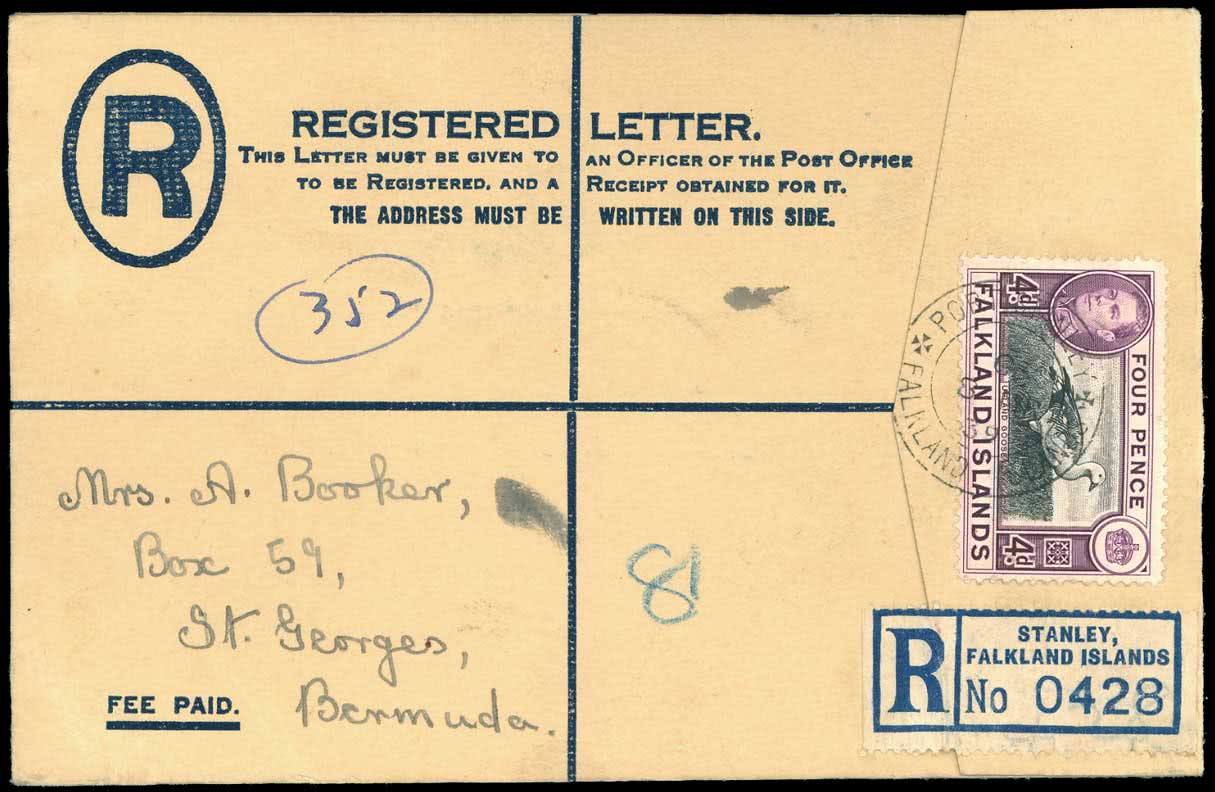 R
REGISTERED LETTER.
THIS LETTER MUST BE GIVEN TO AN OFFICER OF THE POST OFFICE
TO BE REGISTERED, AND A RECEIPT OBTAINED FOR IT.
THE ADDRESS MUST BE WRITTEN ON THIS SIDE.
352
4d.
FALKLAND ISLANDS
FOUR PENCE
4d.
FALKLAND
Mrs. A. Booker,
Box 59,
St. Georges,
Bermuda.
FEE PAID.
R
STANLEY,
FALKLAND ISLANDS
No 0428